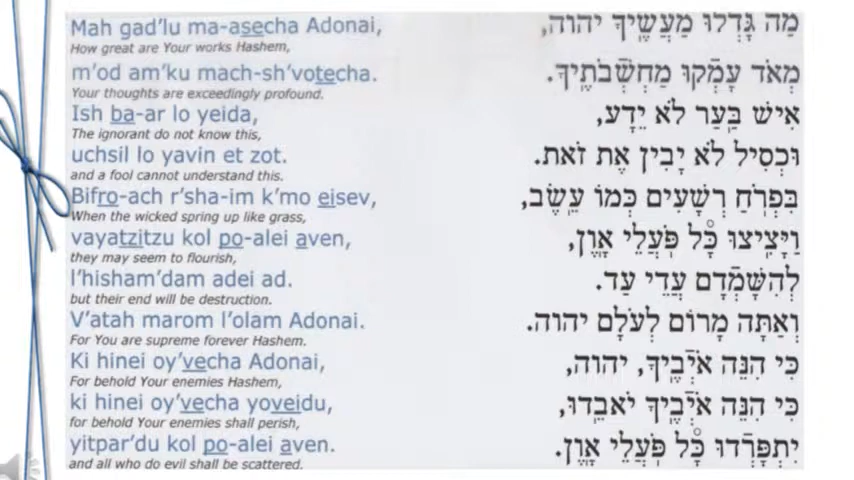 Mah gad'lu ma-asecha Adonai,
How great are Your works Hashem,
m'od am'ku mach-sh'votecha.
Your thoughts are exceedingly profound.
Ish ba-ar lo yeida,
The ignorant do not know this,
uchsil lo yavin et zot.
and a fool cannot understand this.
Bifro-ach r'sha-im k'mo eisev,
When the wicked spring up like grass,
vayatzitzu kol po-alei aven,
they may seem to flourish,
l'hisham'dam adei ad.
but their end will be destruction.
V'atah marom l'olam Adonai.
For You are supreme forever Hashem.
Ki hinei oy'vecha Adonai,
For behold Your enemies Hashem,
ki hinei oy'vecha yoveidu,
for behold Your enemies shall perish,
yitpar'du kol po-alei aven.
and all who do evil shall be scattered.
מַה גָּדְלוּ מַעֲשֶֽׂיךָ יהוה,
מְאֹד עָמְ֯קוּ מַחְשְׁ֯בֹתֶֽיךָ.
אִישׁ בַּֽעַר לֹא יֵדָע,
וּכְסִיל לֹא יָבִין אֶת זֹאת.
בִּפְרֹֽחַ רְשָׁעִים כְּמוֹ עֵֽשֶׂב,
וַיָּצִֽיצוּ כָּ֯ל פֹּֽעֲלֵי אָֽוֶן,
לְהִשָּׁמְ֯דָם עֲדֵי עַד.
וְאַתָּה מָרוֹם לְעֹלָם יהוה.
כִּי הִנֵּה אֹיְ֯בֶֽיךָ, יהוה,
כִּי הִנֵּה אֹיְ֯בֶֽיךָ יֹאבֵֽדוּ,
יִתְפָּרְ֯דוּ כָּ֯ל פֹּֽעֲלֵי אָֽוֶן.